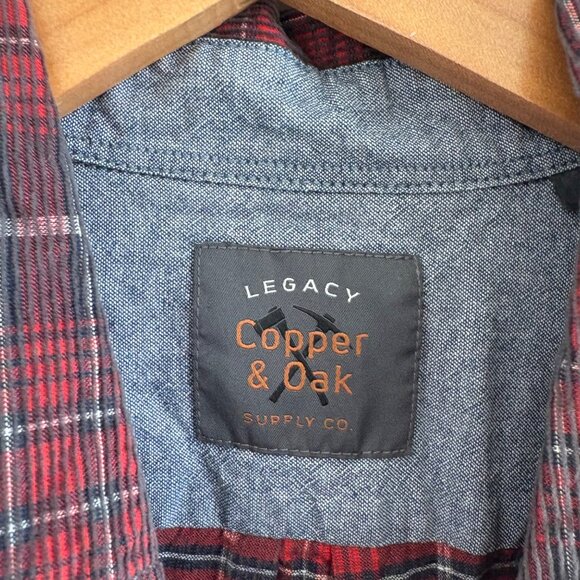 LEGACY
Copper
& Oak
SUPPLY CO.